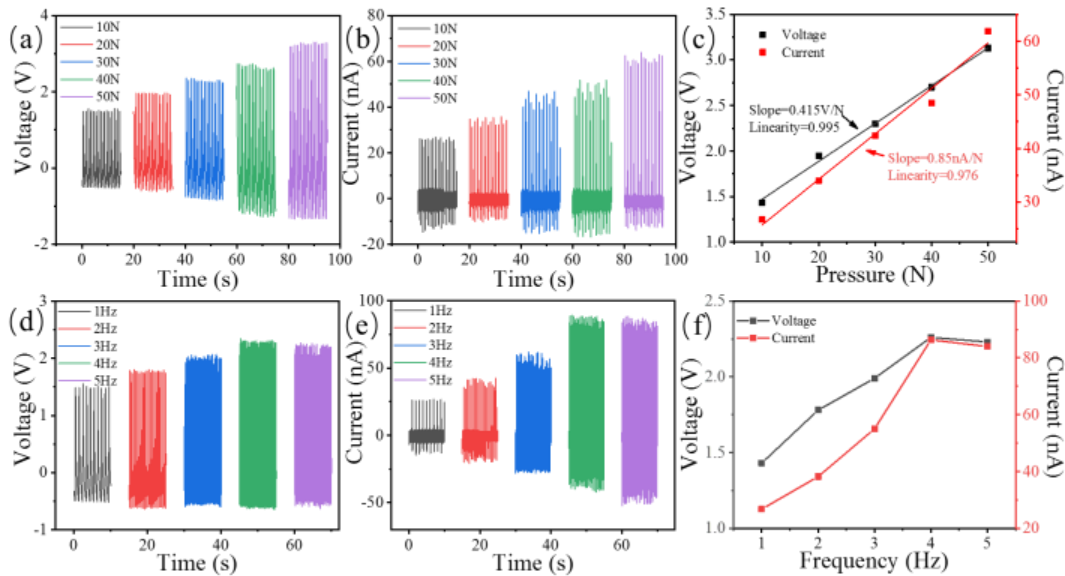 (a)
10N
20N
30N
40N
50N
4
2
0
-2
Voltage (V)
0 20 40 60 80 100
Time (s)
(b)
10N
20N
30N
40N
50N
80
60
40
20
0
-20
Current (nA)
0 20 40 60 80 100
Time (s)
(c)
Voltage
Current
Slope=0.415V/N
Linearity=0.995
Slope=0.85nA/N
Linearity=0.976
3.5
3.0
2.5
2.0
1.5
1.0
Voltage (V)
60
50
40
30
Current (nA)
10 20 30 40 50
Pressure (N)
(d)
1Hz
2Hz
3Hz
4Hz
5Hz
3
2
1
0
-1
Voltage (V)
0 20 40 60
Time (s)
(e)
1Hz
2Hz
3Hz
4Hz
5Hz
100
50
0
-50
Current (nA)
0 20 40 60
Time (s)
(f)
Voltage
Current
2.5
2.0
1.5
1.0
Voltage (V)
100
80
60
40
20
Current (nA)
1 2 3 4 5
Frequency (Hz)